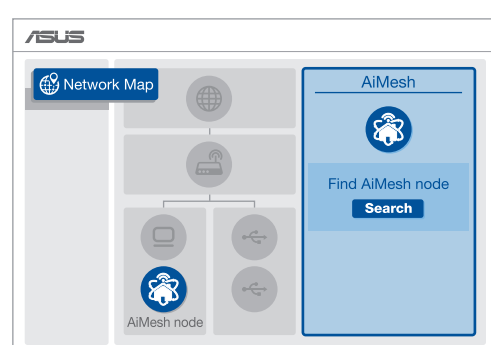 ASUS
Network Map
AiMesh
Find AiMesh node
Search
AiMesh node